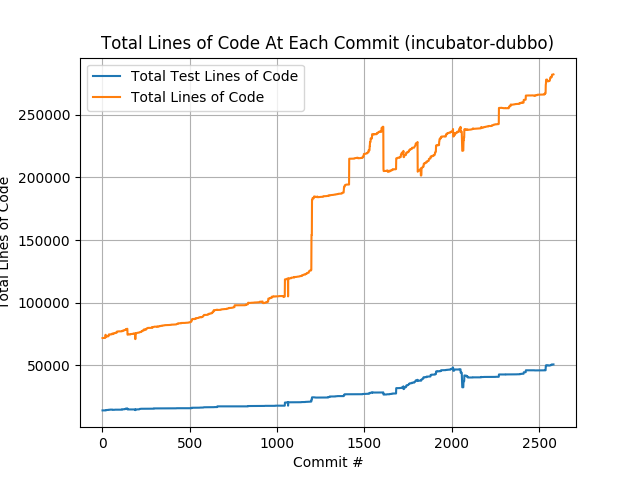 Total Lines of Code At Each Commit (incubator-dubbo)
Total Test Lines of Code
Total Lines of Code
250000
200000
150000
100000
50000
Total Lines of Code
0
500
1000
1500
2000
2500
Commit #